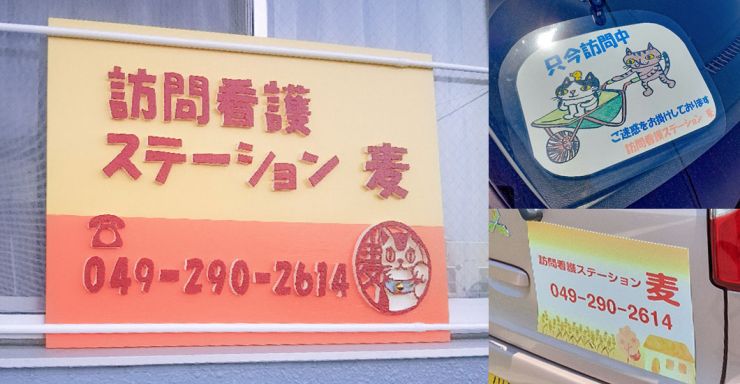 訪問看護
ステーション 麦
☎
049-290-2614
麦
只今訪問中
ご迷惑をお掛けしております
訪問看護ステーション 麦
訪問看護ステーション 麦
049-290-2614